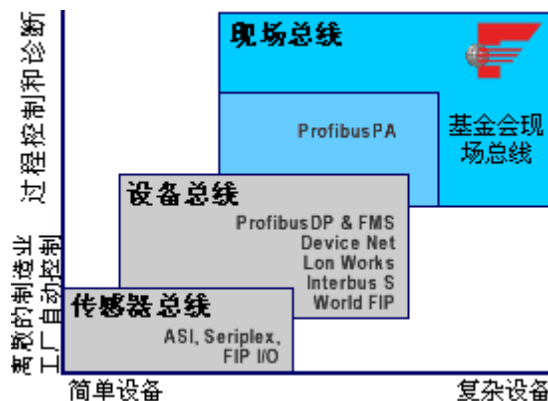 过程控制和诊断
离散的制造业
工厂自动控制
现场总线
ProfibusPA
基金会现
场总线
设备总线
ProfibusDP & FMS
Device Net
Lon Works
Interbus S
World FIP
传感器总线
ASI, Seriplex,
FIP I/O
简单设备
复杂设备